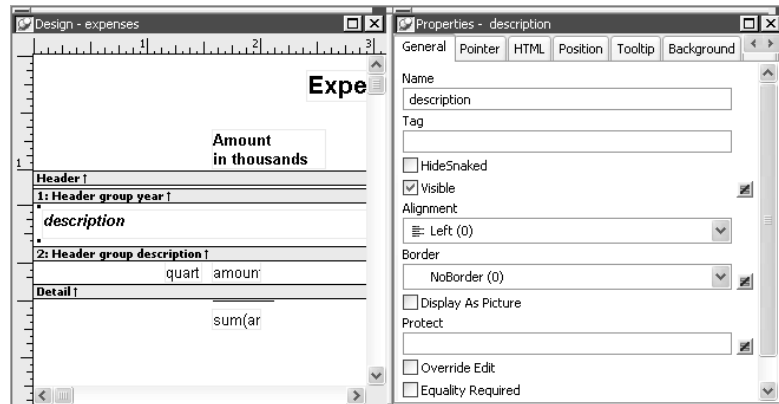 Design - expenses
1 2 3
Expe
Amount
in thousands
1
Header ↑
1: Header group year ↑
description
2: Header group description ↑
quart amoun
Detail ↑
sum(ar
Properties - description
General Pointer HTML Position Tooltip Background
Name
description
Tag
HideSnaked
Visible
Alignment
Left (0)
Border
NoBorder (0)
Display As Picture
Protect
Override Edit
Equality Required